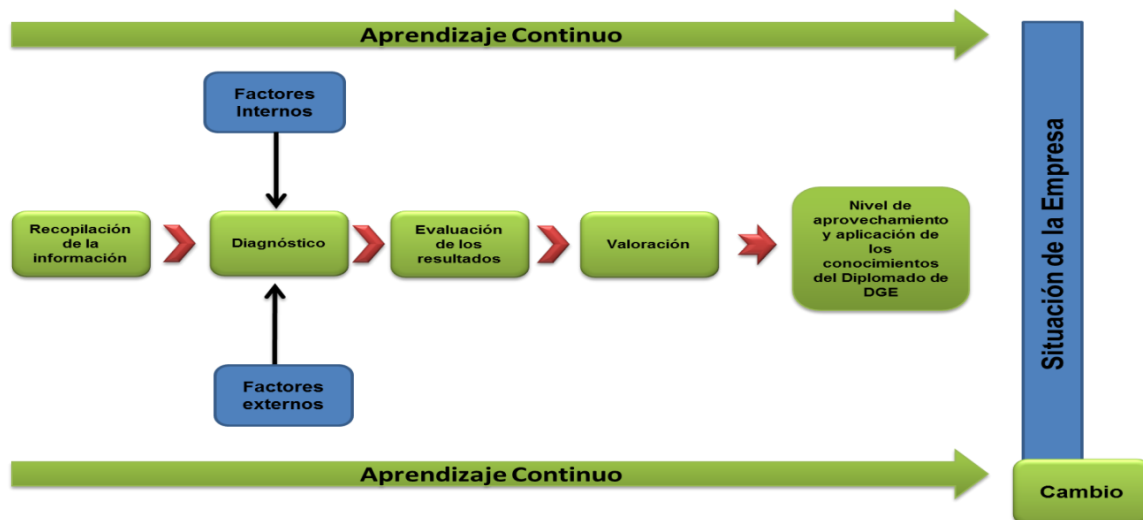 Aprendizaje Continuo
Factores
Internos
Recopilación
de la
información
Diagnóstico
Evaluación
de los
resultados
Valoración
Nivel de
aprovechamiento
y aplicación de
los
conocimientos
del Diplomado de
DGE
Factores
externos
Aprendizaje Continuo
Situación de la Empresa
Cambio